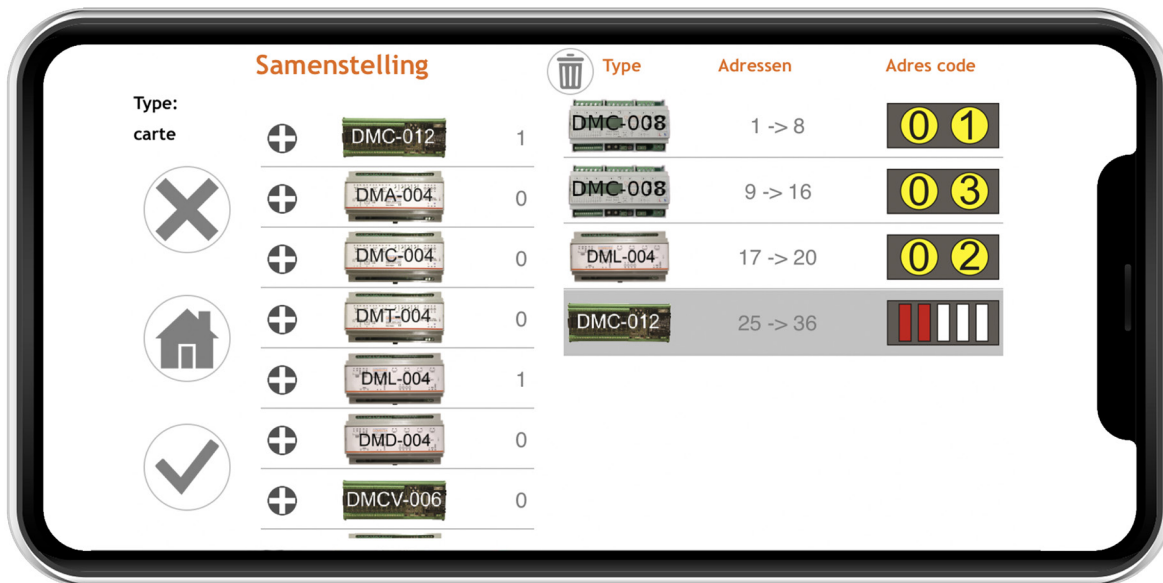 Samenstelling
Type:
carte
DMC-012 1
DMA-004 0
DMC-004 0
DMT-004 0
DML-004 1
DMD-004 0
DMCV-006 0
Type Adressen Adres code
DMC-008 1 -> 8 0 1
DMC-008 9 -> 16 0 3
DML-004 17 -> 20 0 2
DMC-012 25 -> 36